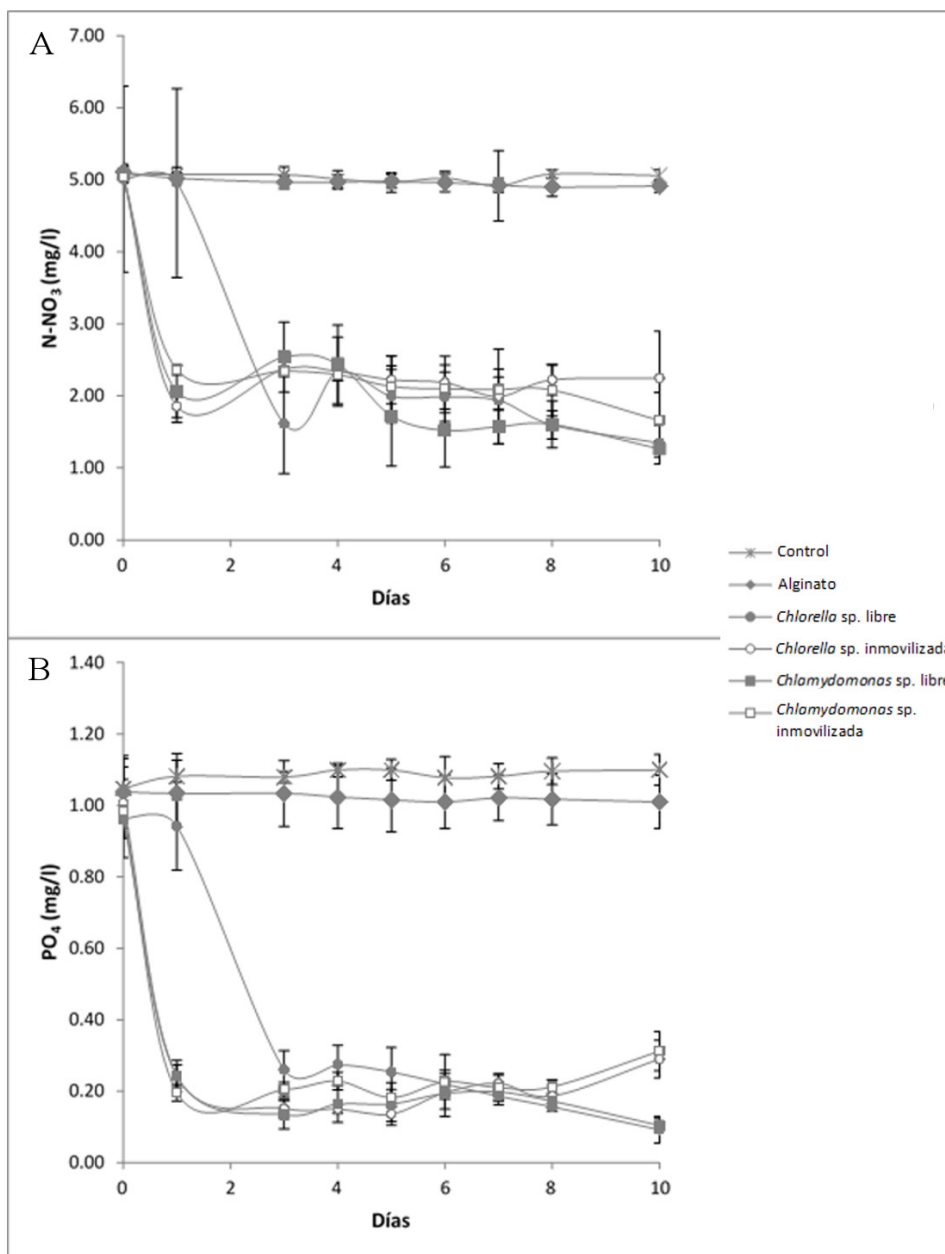 A
7.00
6.00
5.00
4.00
3.00
2.00
1.00
0.00
N-NO₃ (mg/l)
0 2 4 6 8 10
Días
Control
Alginato
Chlorella sp. libre
Chlorella sp. inmovilizada
Chlamydomonas sp. libre
Chlamydomonas sp.
inmovilizada
B
1.40
1.20
1.00
0.80
0.60
0.40
0.20
0.00
PO₄ (mg/l)
0 2 4 6 8 10
Días